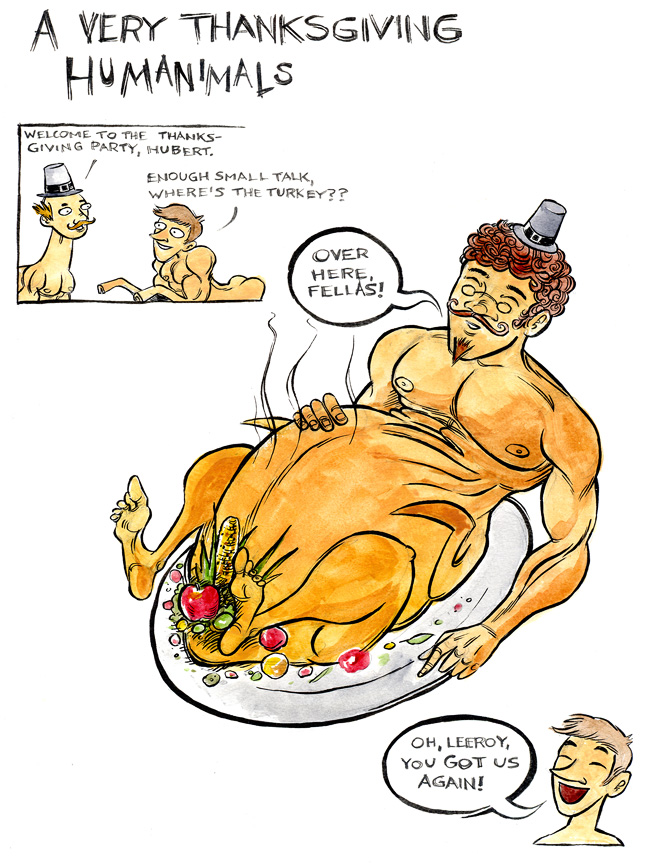 A VERY THANKSGIVING
HUMANIMALS
WELCOME TO THE THANKS-
GIVING PARTY, HUBERT.
ENOUGH SMALL TALK,
WHERE'S THE TURKEY??
OVER
HERE,
FELLAS!
OH, LEEROY,
YOU GOT US
AGAIN!